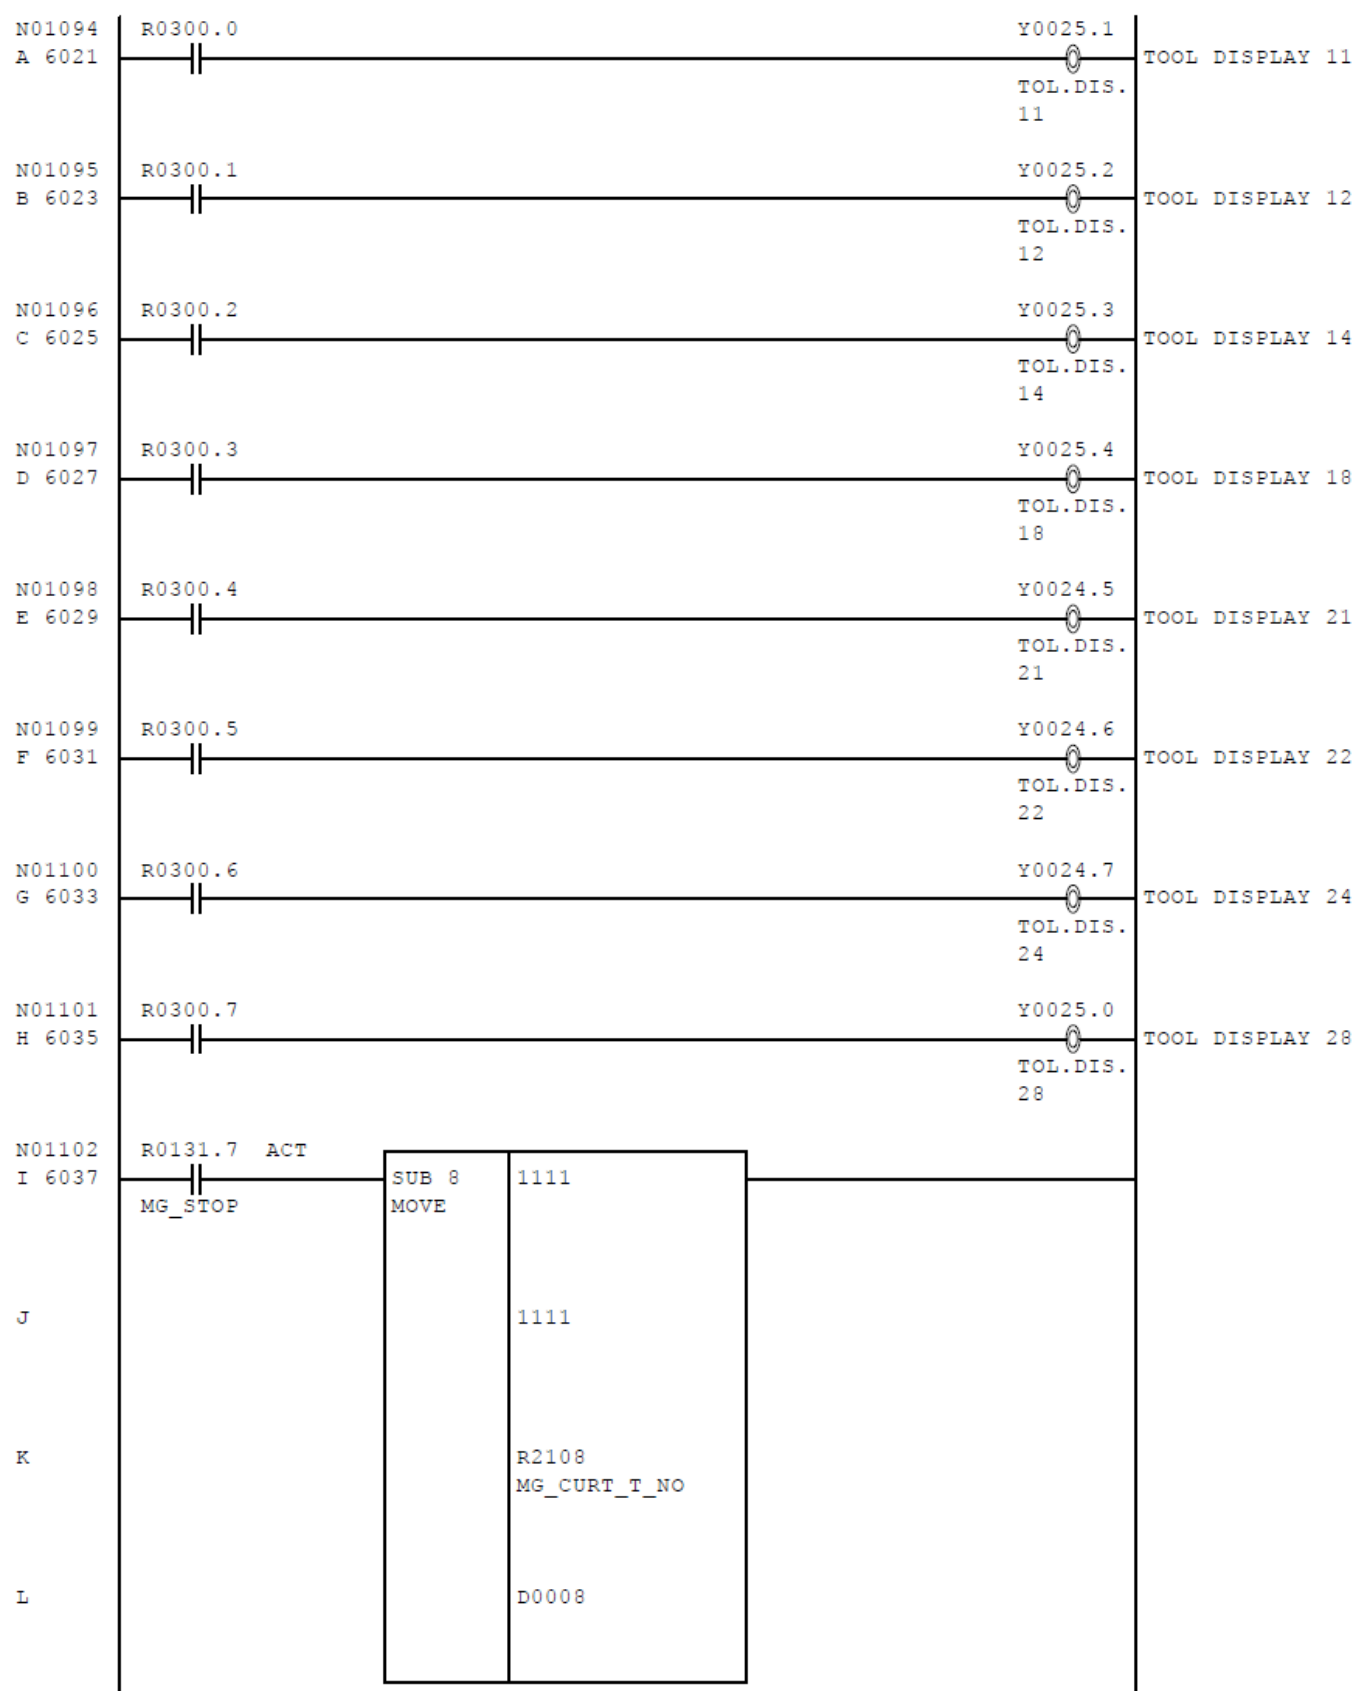 N01094 R0300.0 Y0025.1
A 6021 TOOL DISPLAY 11
TOL.DIS.
11
N01095 R0300.1 Y0025.2
B 6023 TOOL DISPLAY 12
TOL.DIS.
12
N01096 R0300.2 Y0025.3
C 6025 TOOL DISPLAY 14
TOL.DIS.
14
N01097 R0300.3 Y0025.4
D 6027 TOOL DISPLAY 18
TOL.DIS.
18
N01098 R0300.4 Y0024.5
E 6029 TOOL DISPLAY 21
TOL.DIS.
21
N01099 R0300.5 Y0024.6
F 6031 TOOL DISPLAY 22
TOL.DIS.
22
N01100 R0300.6 Y0024.7
G 6033 TOOL DISPLAY 24
TOL.DIS.
24
N01101 R0300.7 Y0025.0
H 6035 TOOL DISPLAY 28
TOL.DIS.
28
N01102 R0131.7 ACT
I 6037 SUB 8 1111
MG_STOP MOVE
J 1111
K R2108
MG_CURT_T_NO
L D0008